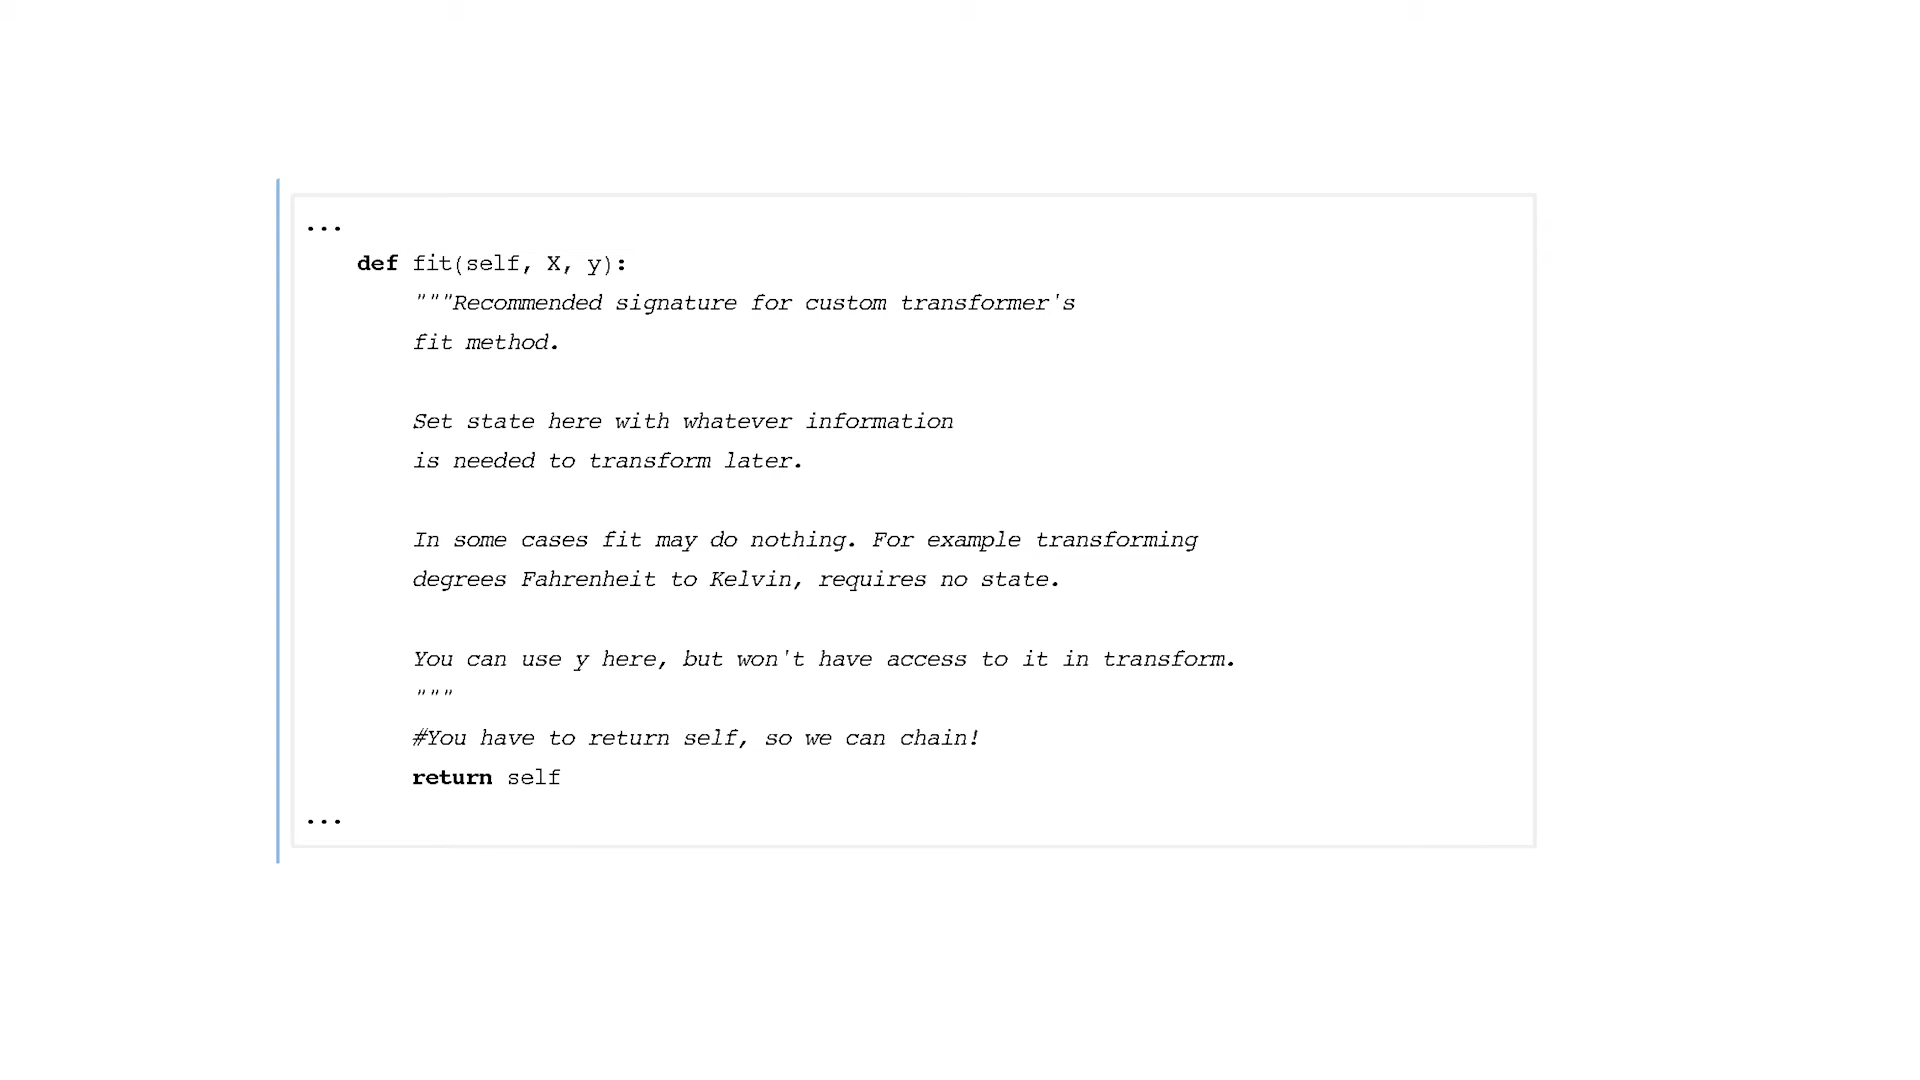 ...
def fit(self, X, y):
"""Recommended signature for custom transformer's
fit method.
Set state here with whatever information
is needed to transform later.
In some cases fit may do nothing. For example transforming
degrees Fahrenheit to Kelvin, requires no state.
You can use y here, but won't have access to it in transform.
"""
#You have to return self, so we can chain!
return self
...